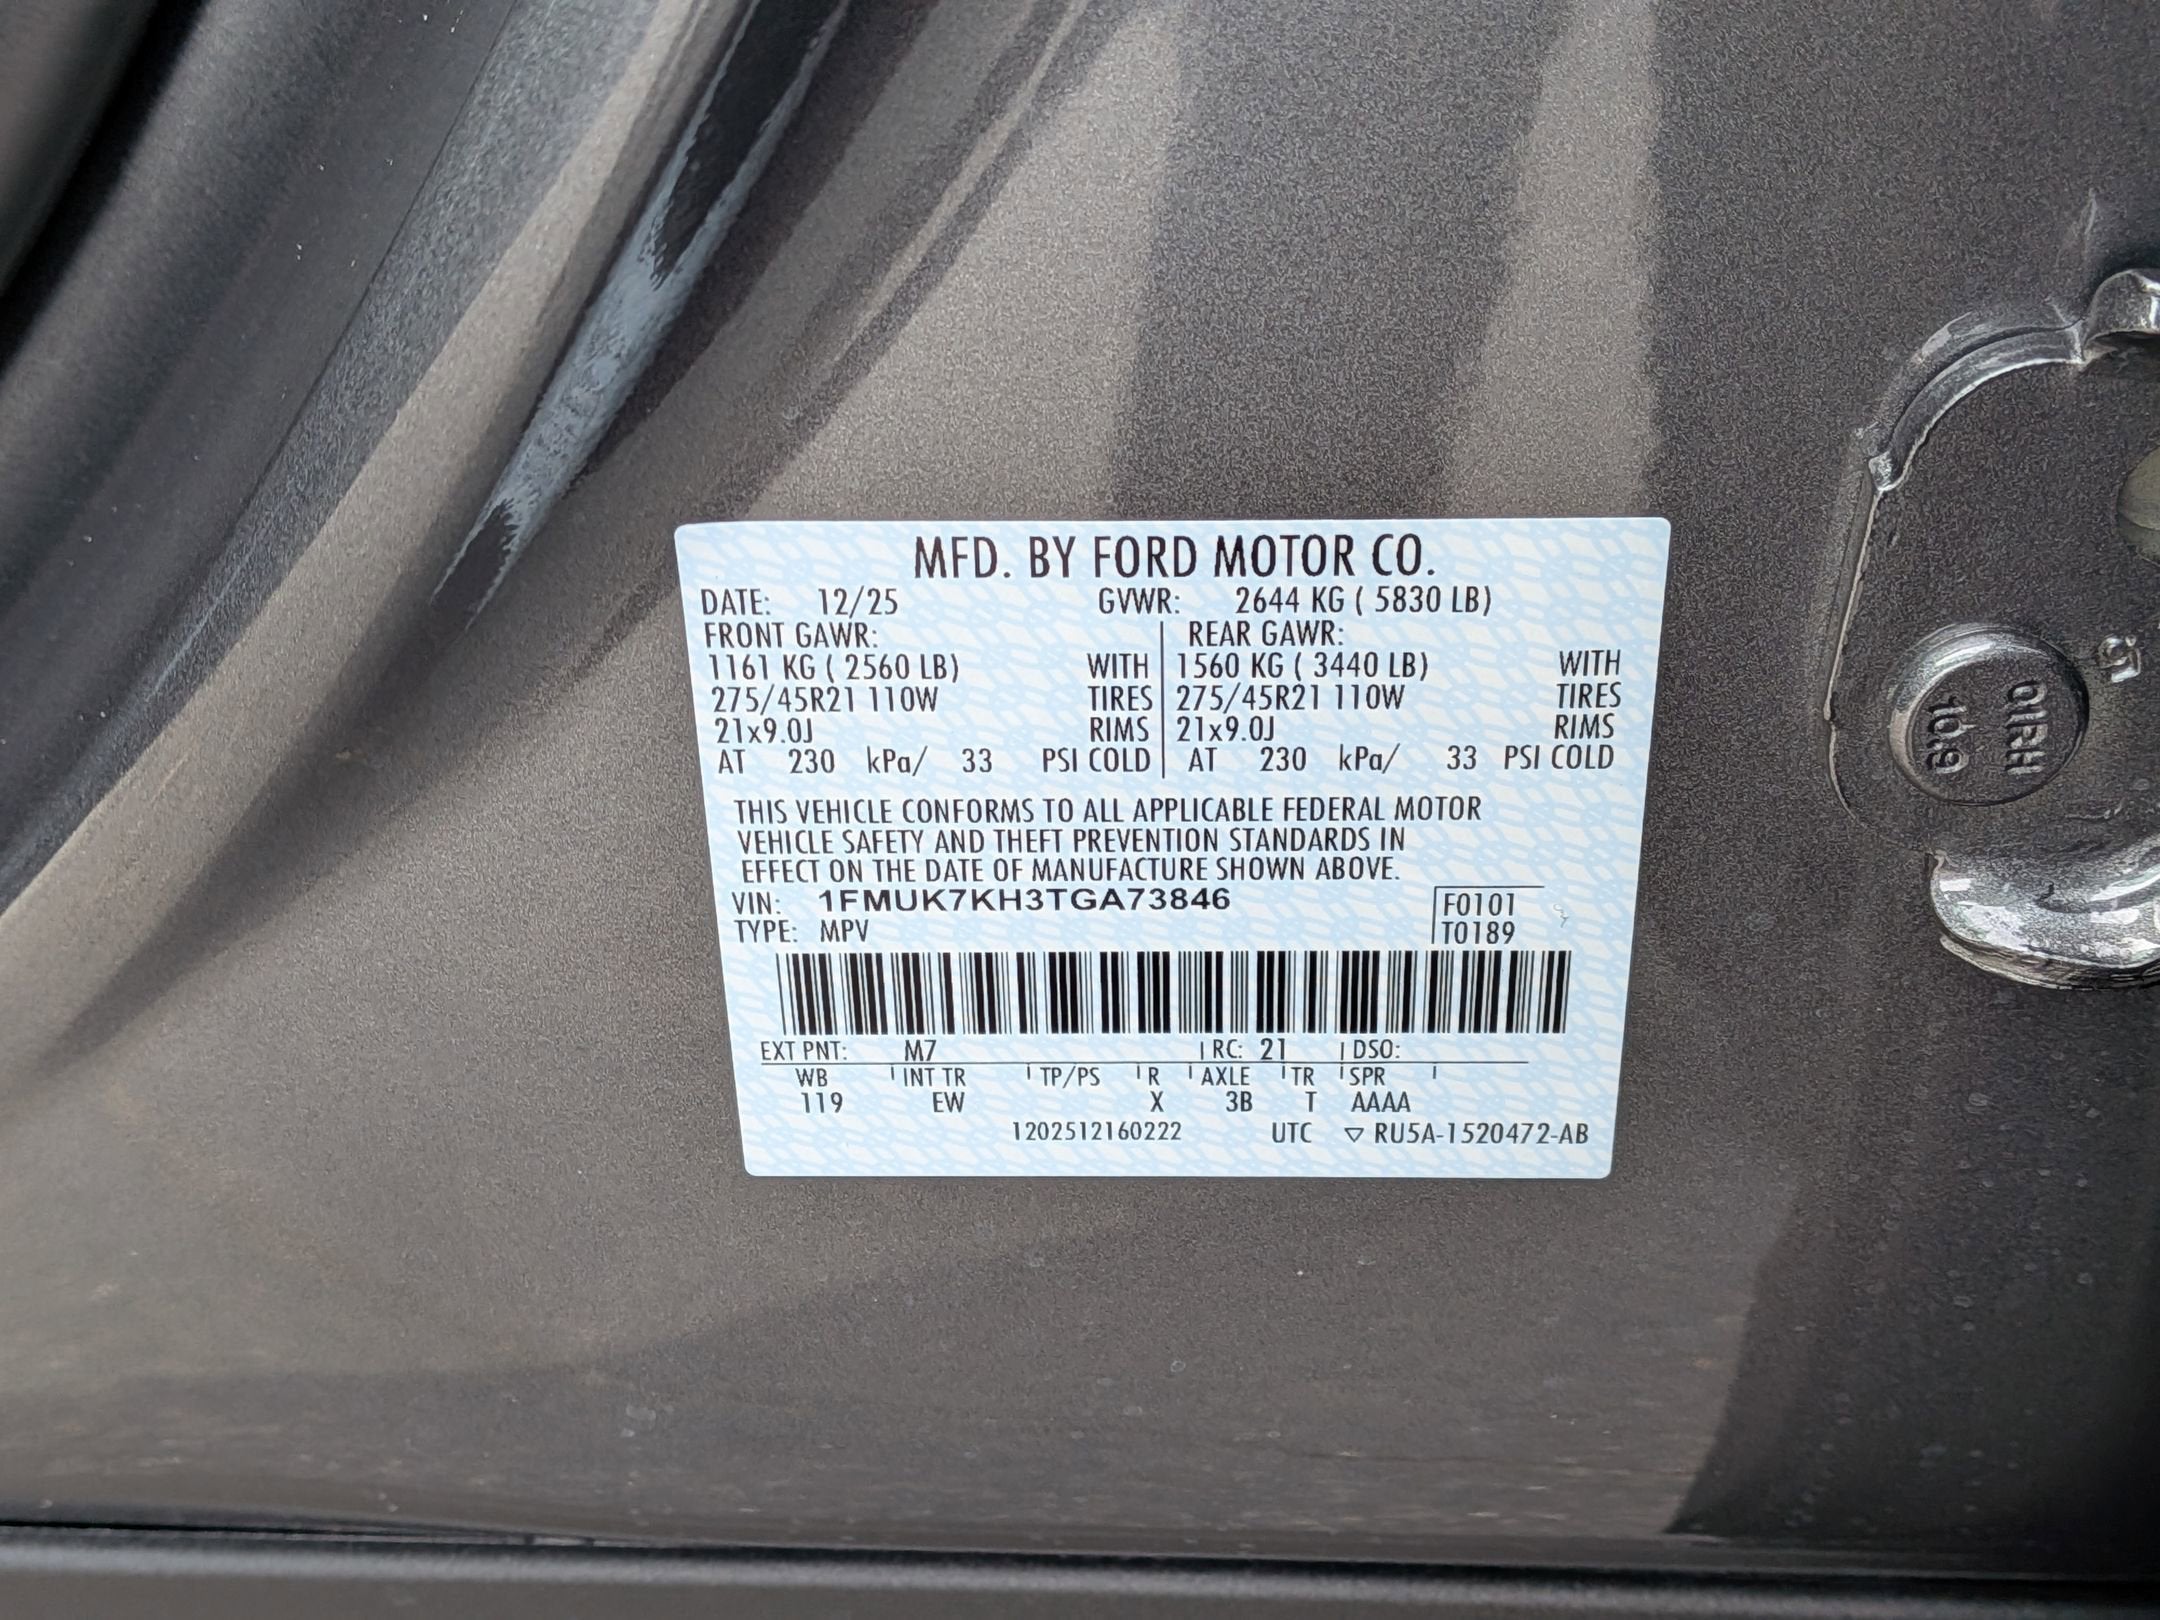 MFD. BY FORD MOTOR CO.
DATE: 12/25 GVWR: 2644 KG ( 5830 LB)
FRONT GAWR: REAR GAWR:
1161 KG ( 2560 LB) WITH 1560 KG ( 3440 LB) WITH
275/45R21 110W TIRES 275/45R21 110W TIRES
21x9.0J RIMS 21x9.0J RIMS
AT 230 kPa/ 33 PSI COLD AT 230 kPa/ 33 PSI COLD
THIS VEHICLE CONFORMS TO ALL APPLICABLE FEDERAL MOTOR
VEHICLE SAFETY AND THEFT PREVENTION STANDARDS IN
EFFECT ON THE DATE OF MANUFACTURE SHOWN ABOVE.
VIN: 1FMUK7KH3TGA73846 F0101
TYPE: MPV T0189
EXT PNT: M7 RC: 21 DSO:
WB INT TR TP/PS R AXLE TR SPR
119 EW X 3B T AAAA
1202512160222 UTC ▽ RU5A-1520472-AB
QURH
10.9